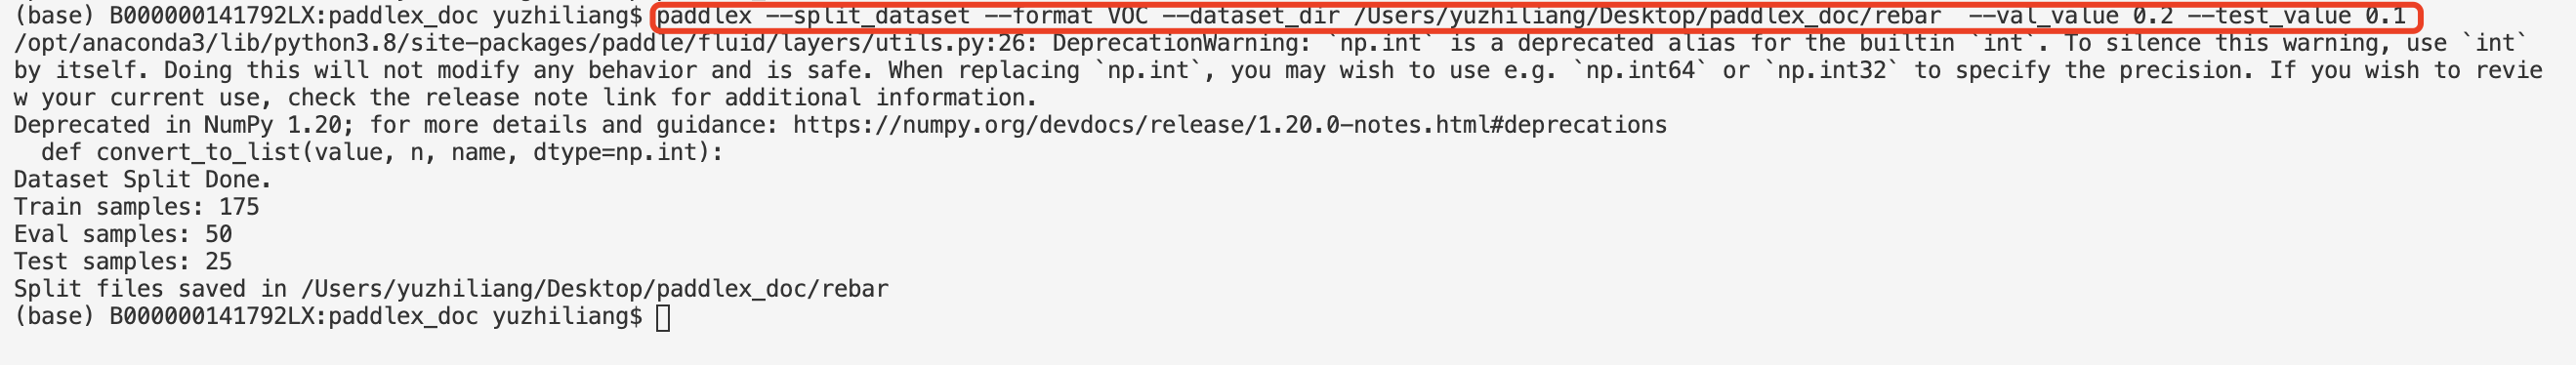 (base) B000000141792LX:paddlex_doc yuzhiliang$ paddlex --split_dataset --format VOC --dataset_dir /Users/yuzhiliang/Desktop/paddlex_doc/rebar  --val_value 0.2 --test_value 0.1
/opt/anaconda3/lib/python3.8/site-packages/paddle/fluid/layers/utils.py:26: DeprecationWarning: `np.int` is a deprecated alias for the builtin `int`. To silence this warning, use `int`
by itself. Doing this will not modify any behavior and is safe. When replacing `np.int`, you may wish to use e.g. `np.int64` or `np.int32` to specify the precision. If you wish to revie
w your current use, check the release note link for additional information.
Deprecated in NumPy 1.20; for more details and guidance: https://numpy.org/devdocs/release/1.20.0-notes.html#deprecations
  def convert_to_list(value, n, name, dtype=np.int):
Dataset Split Done.
Train samples: 175
Eval samples: 50
Test samples: 25
Split files saved in /Users/yuzhiliang/Desktop/paddlex_doc/rebar
(base) B000000141792LX:paddlex_doc yuzhiliang$